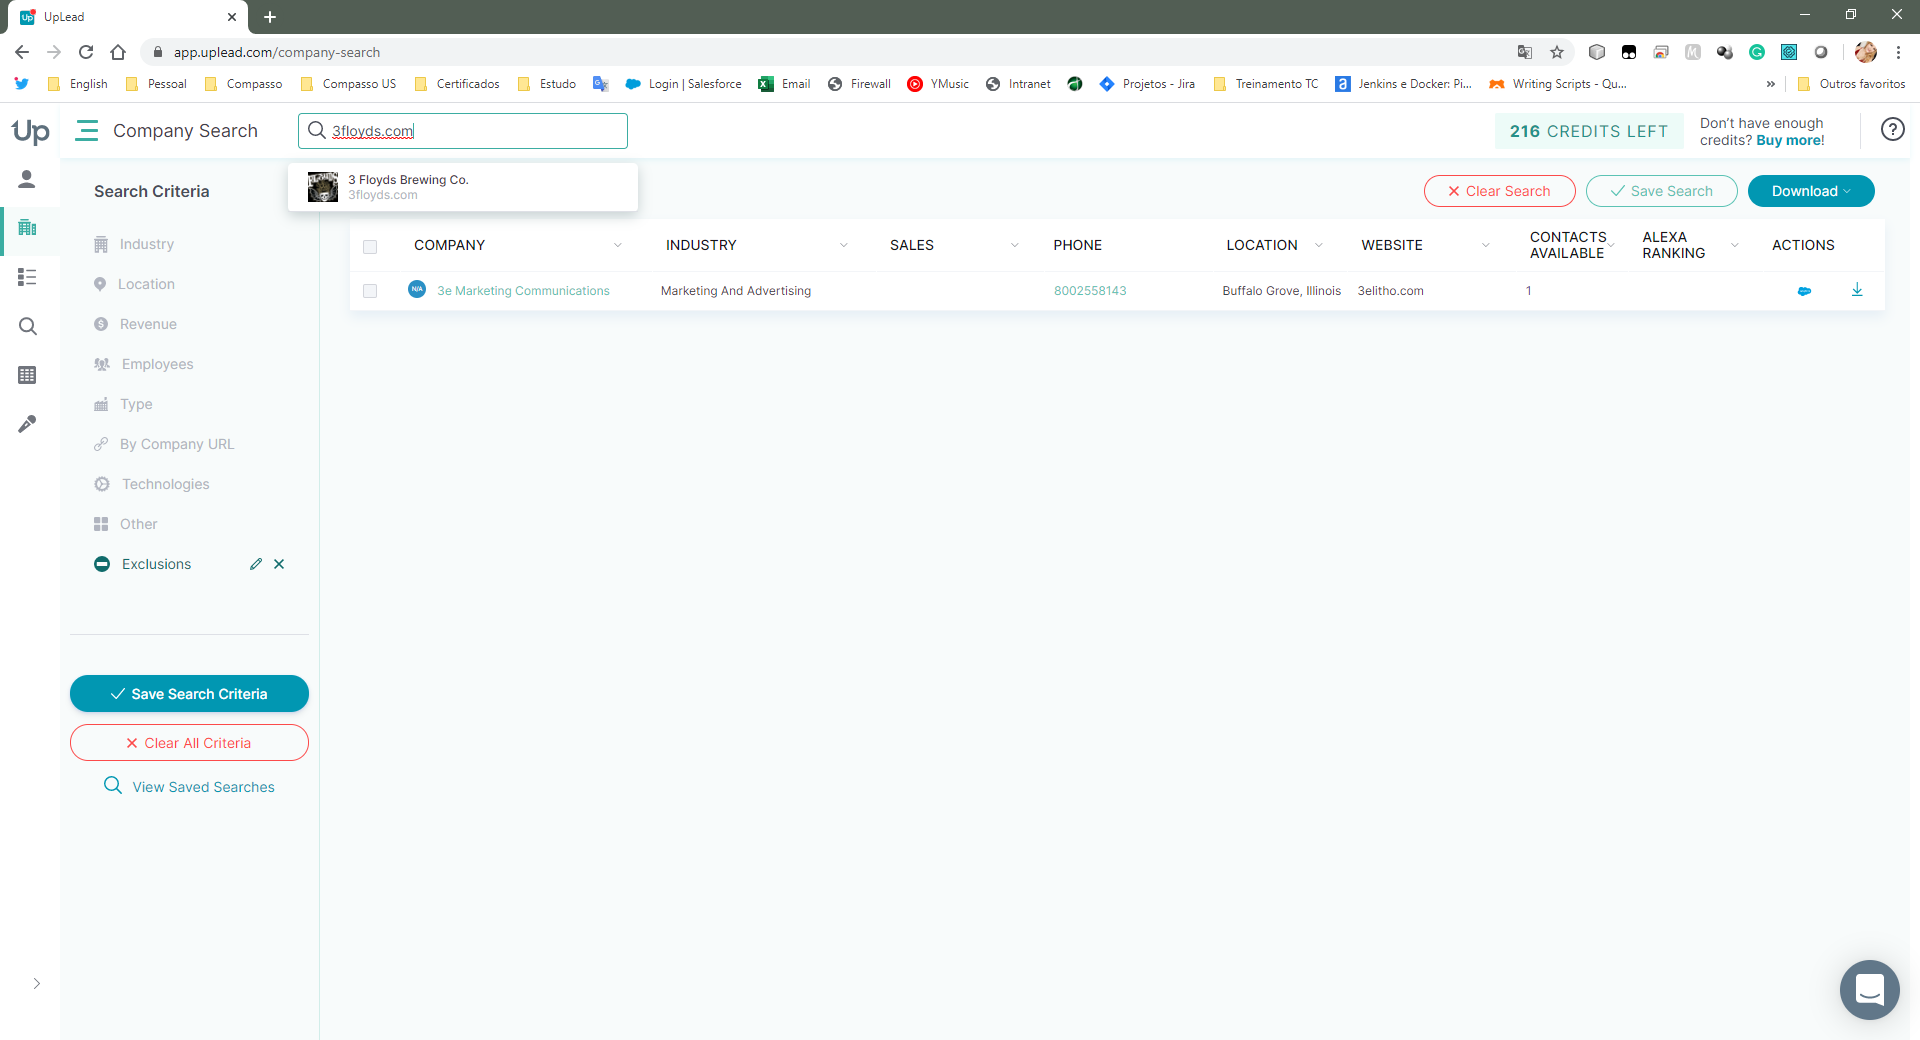 UpLead
app.uplead.com/company-search
English
Pessoal
Compasso
Compasso US
Certificados
Estudo
Login | Salesforce
Email
Firewall
YMusic
Intranet
Projetos - Jira
Treinamento TC
Jenkins e Docker: Pi...
Writing Scripts - Qu...
»
Outros favoritos
Up
Company Search
3floyds.com
216 CREDITS LEFT
Don't have enough
credits? Buy more!
3 Floyds Brewing Co.
3floyds.com
Search Criteria
Clear Search
Save Search
Download
Industry
Location
Revenue
Employees
Type
By Company URL
Technologies
Other
Exclusions
COMPANY
INDUSTRY
SALES
PHONE
LOCATION
WEBSITE
CONTACTS
AVAILABLE
ALEXA
RANKING
ACTIONS
N/A
3e Marketing Communications
Marketing And Advertising
8002558143
Buffalo Grove, Illinois
3elitho.com
1
Save Search Criteria
Clear All Criteria
View Saved Searches